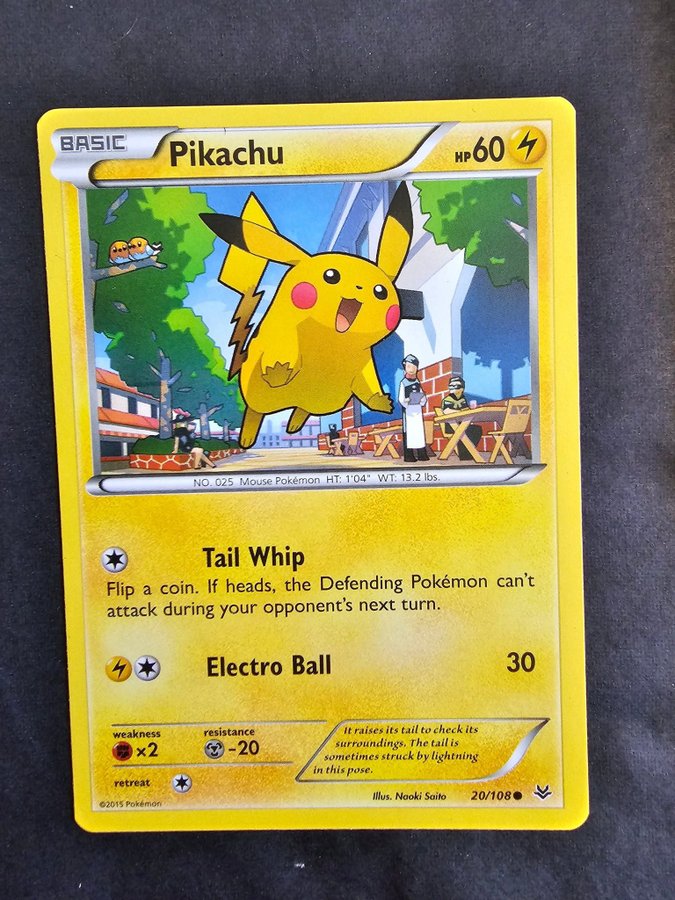 BASIC
Pikachu
HP60
NO. 025 Mouse Pokémon HT: 1'04" WT: 13.2 lbs.
Tail Whip
Flip a coin. If heads, the Defending Pokémon can't
attack during your opponent's next turn.
Electro Ball 30
weakness resistance
×2 -20
retreat
It raises its tail to check its
surroundings. The tail is
sometimes struck by lightning
in this pose.
©2015 Pokémon
Illus. Naoki Saito 20/108